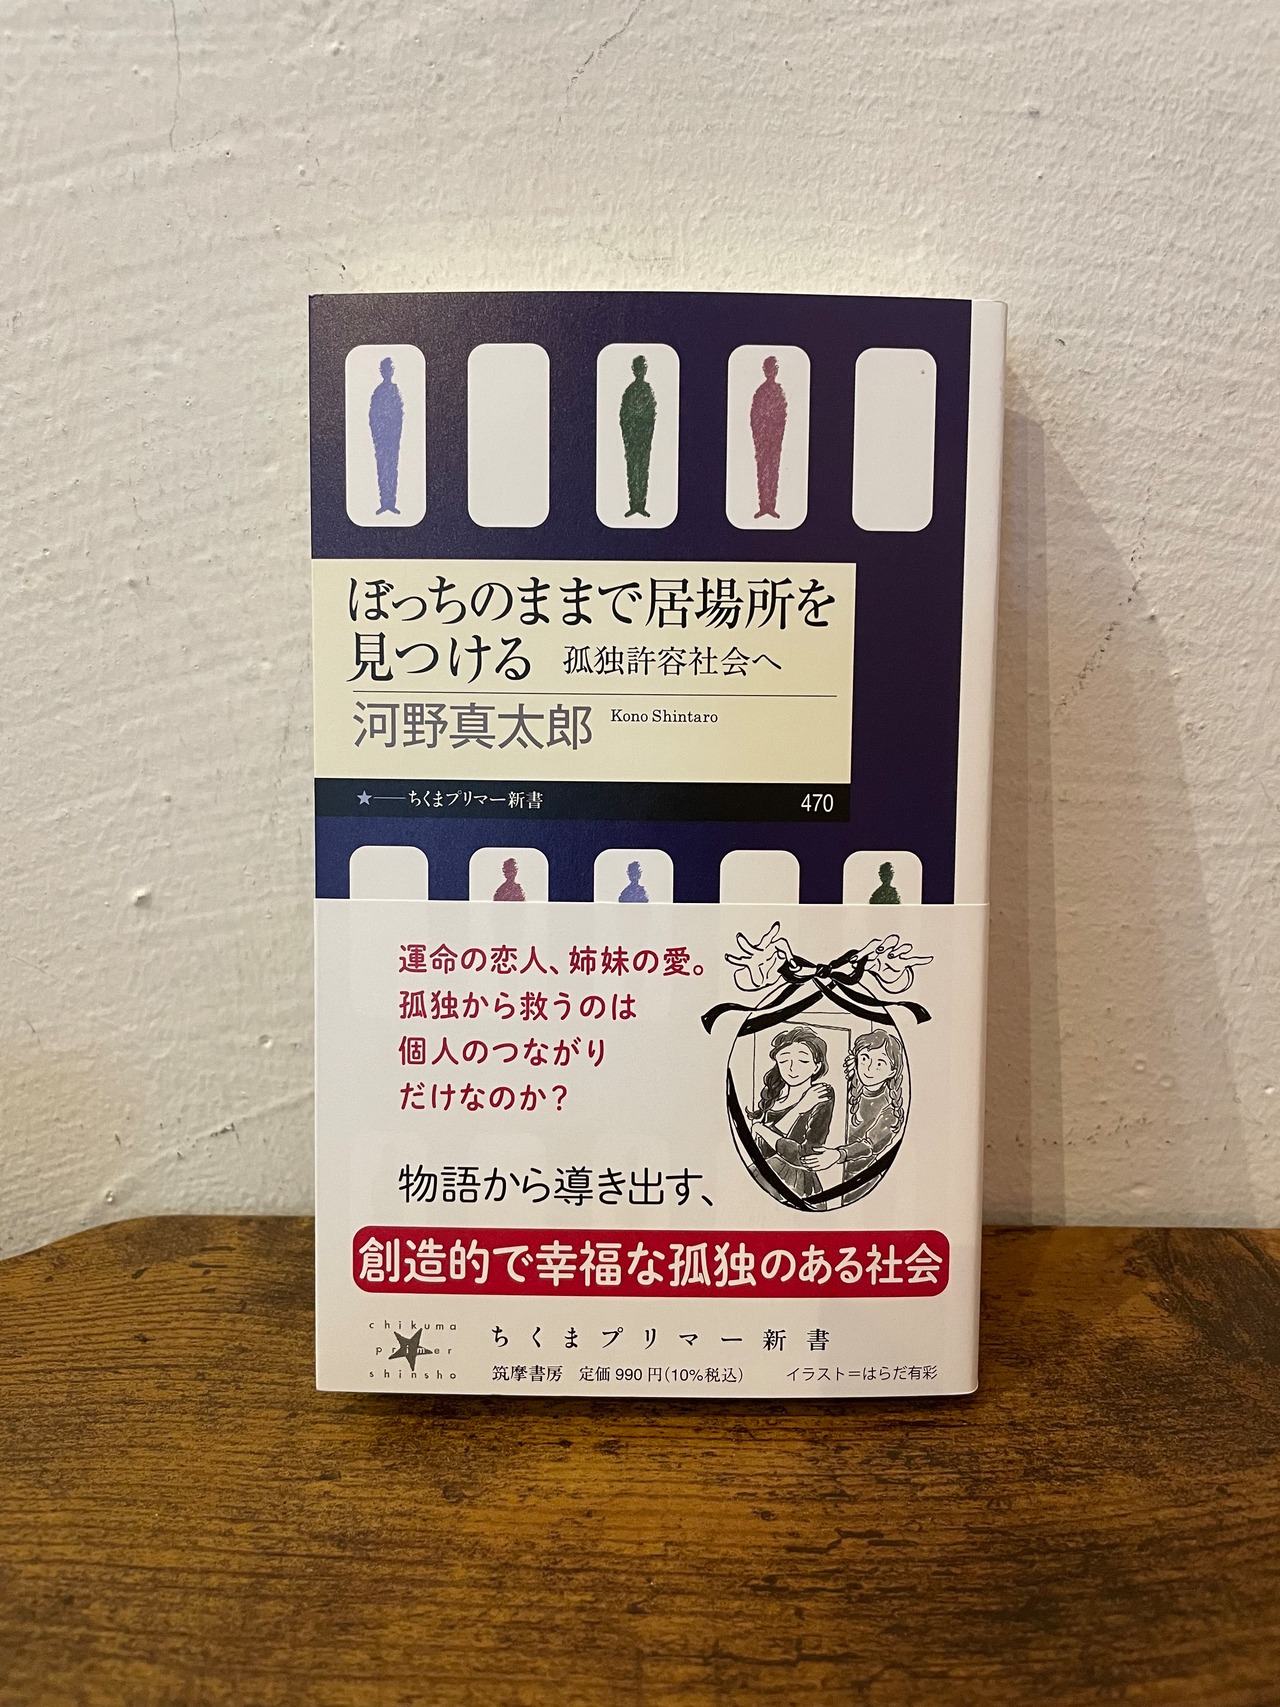 ぼっちのままで居場所を
見つける 孤独許容社会へ
河野真太郎 Kono Shintaro
★──ちくまプリマー新書 470
運命の恋人、姉妹の愛。
孤独から救うのは
個人のつながり
だけなのか?
物語から導き出す、
創造的で幸福な孤独のある社会
chikuma
primer
shinsho
ちくまプリマー新書
筑摩書房 定価990円(10%税込) イラスト=はらだ有彩